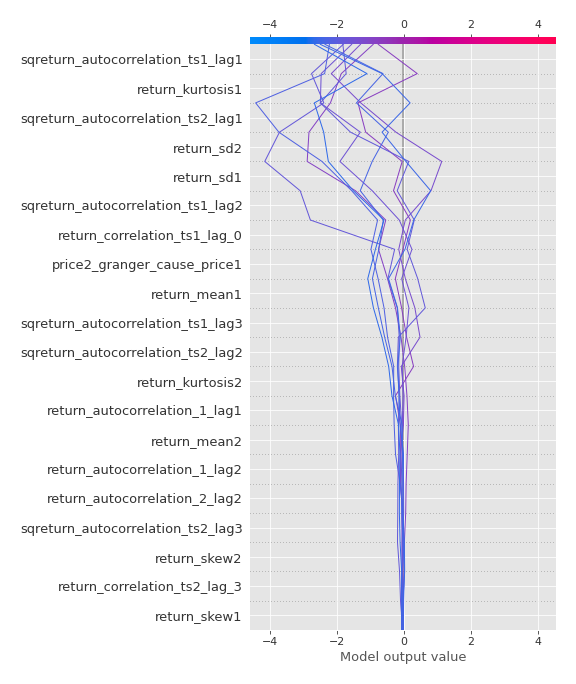 −4 −2 0 2 4
sqreturn_autocorrelation_ts1_lag1
return_kurtosis1
sqreturn_autocorrelation_ts2_lag1
return_sd2
return_sd1
sqreturn_autocorrelation_ts1_lag2
return_correlation_ts1_lag_0
price2_granger_cause_price1
return_mean1
sqreturn_autocorrelation_ts1_lag3
sqreturn_autocorrelation_ts2_lag2
return_kurtosis2
return_autocorrelation_1_lag1
return_mean2
return_autocorrelation_1_lag2
return_autocorrelation_2_lag2
sqreturn_autocorrelation_ts2_lag3
return_skew2
return_correlation_ts2_lag_3
return_skew1
−4 −2 0 2 4
Model output value